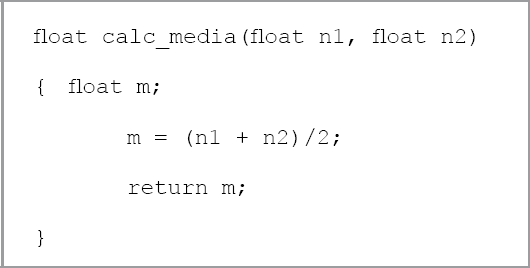 float calc_media(float n1, float n2)
{ float m;
m = (n1 + n2)/2;
return m;
}